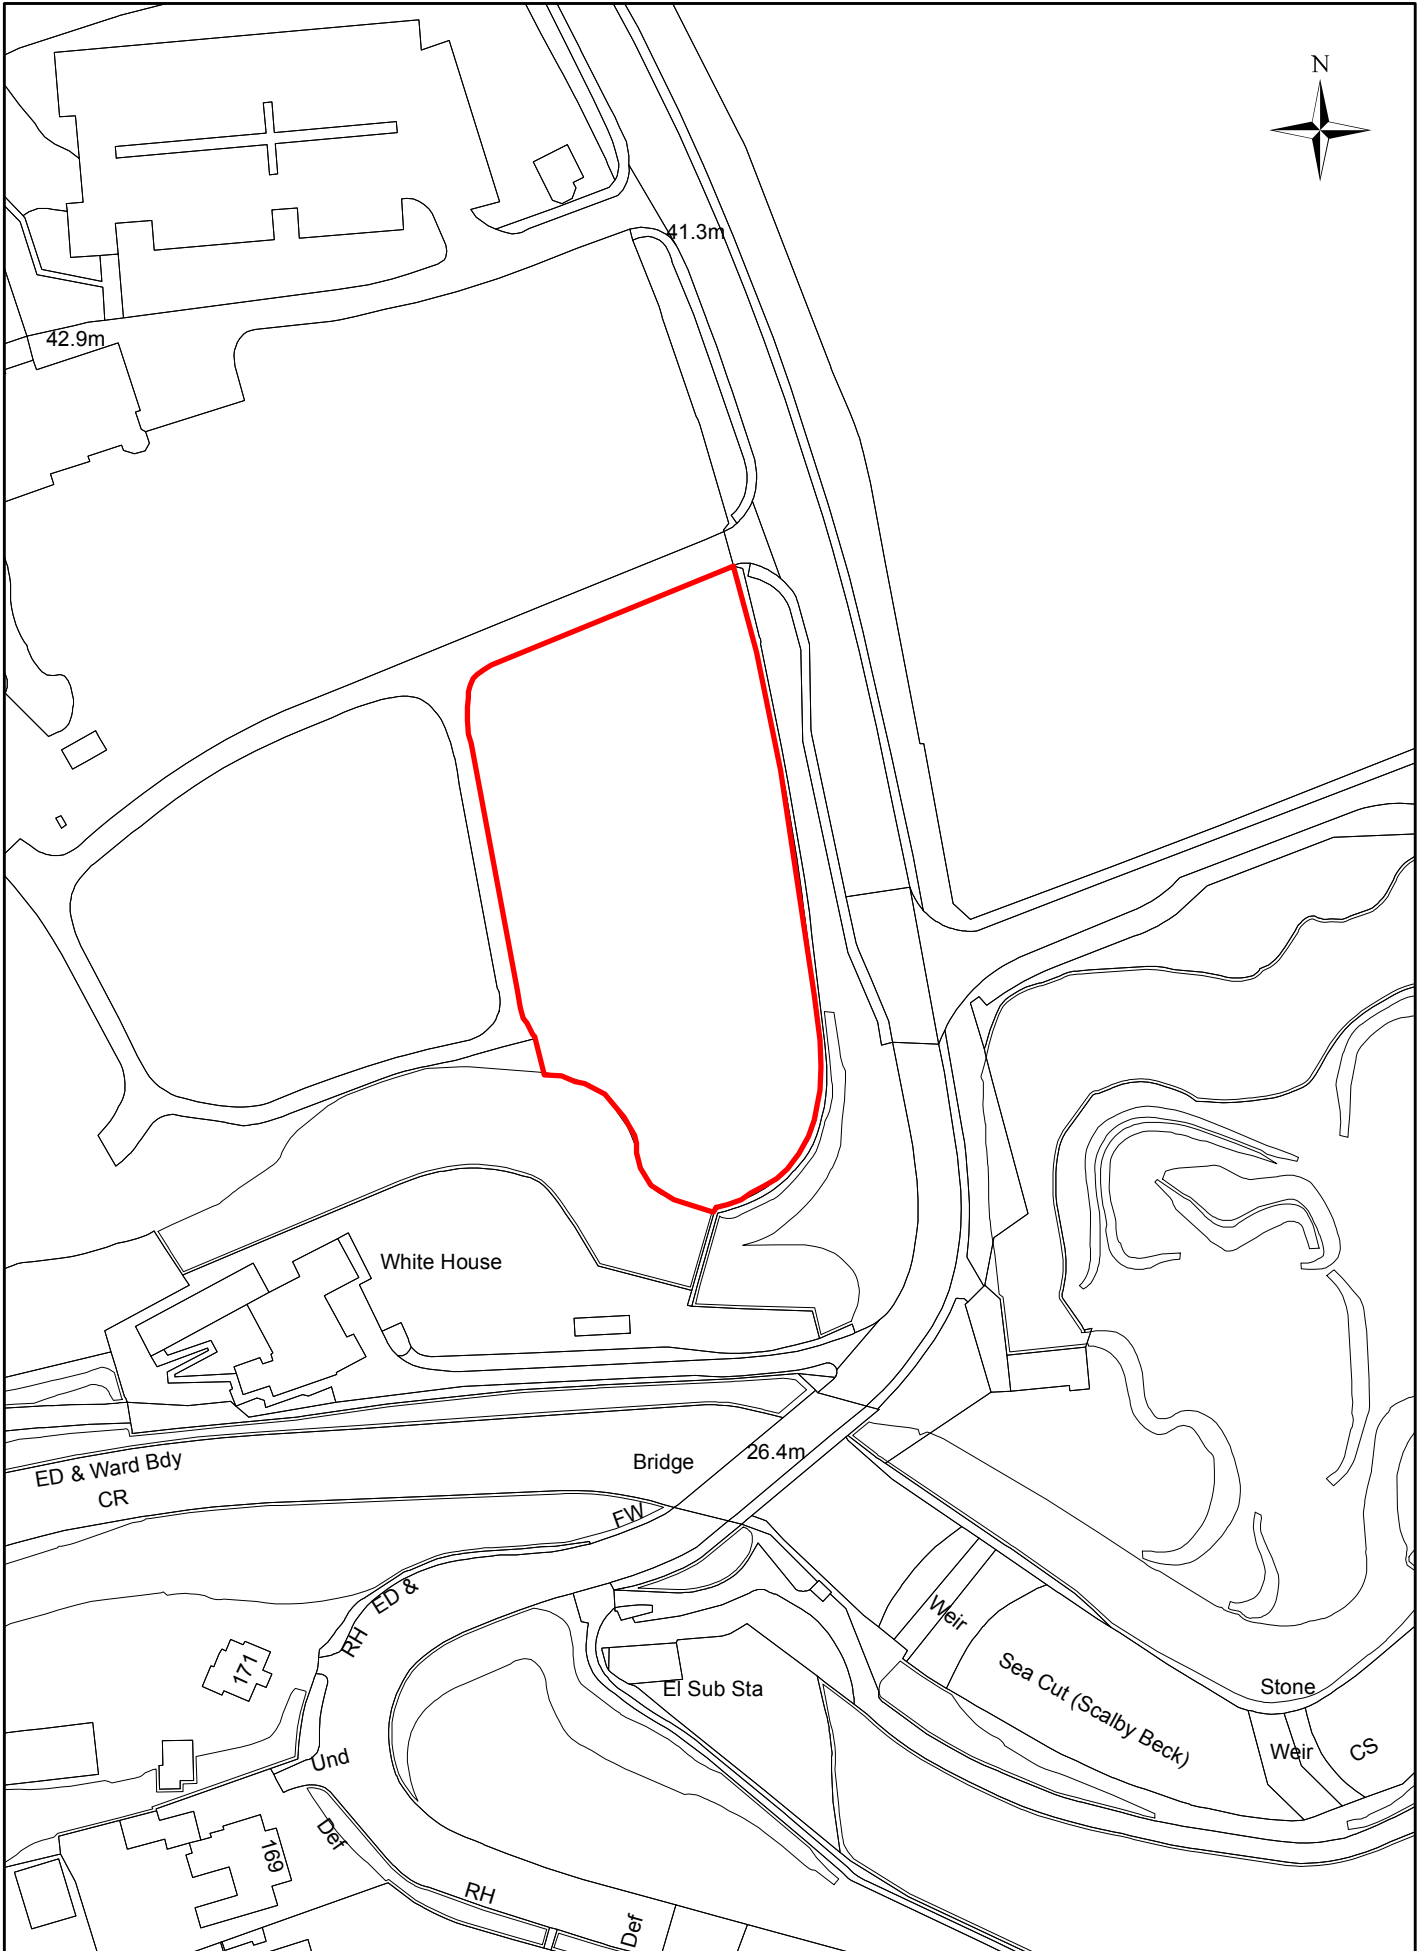 N
41.3m
42.9m
White House
ED & Ward Bdy
CR
Bridge
26.4m
FW
ED &
RH
171
Weir
Sea Cut (Scalby Beck)
Stone
El Sub Sta
Weir
CS
Und
Def
169
RH
Def